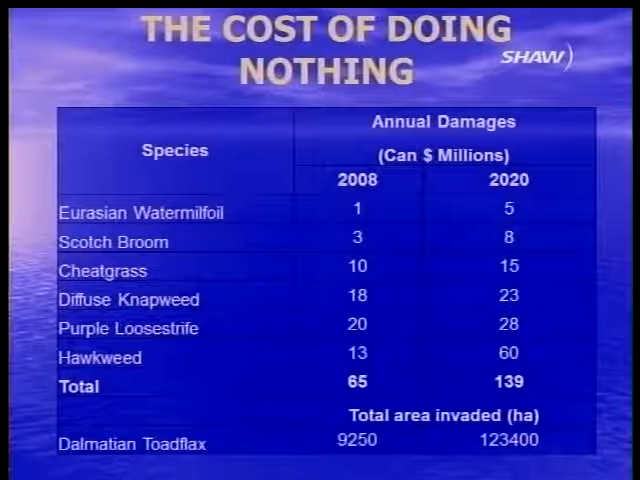 THE COST OF DOING
NOTHING
SHAW)
Species
Annual Damages
(Can $ Millions)
2008 2020
Eurasian Watermilfoil 1 5
Scotch Broom 3 8
Cheatgrass 10 15
Diffuse Knapweed 18 23
Purple Loosestrife 20 28
Hawkweed 13 60
Total 65 139
Total area invaded (ha)
Dalmatian Toadflax 9250 123400